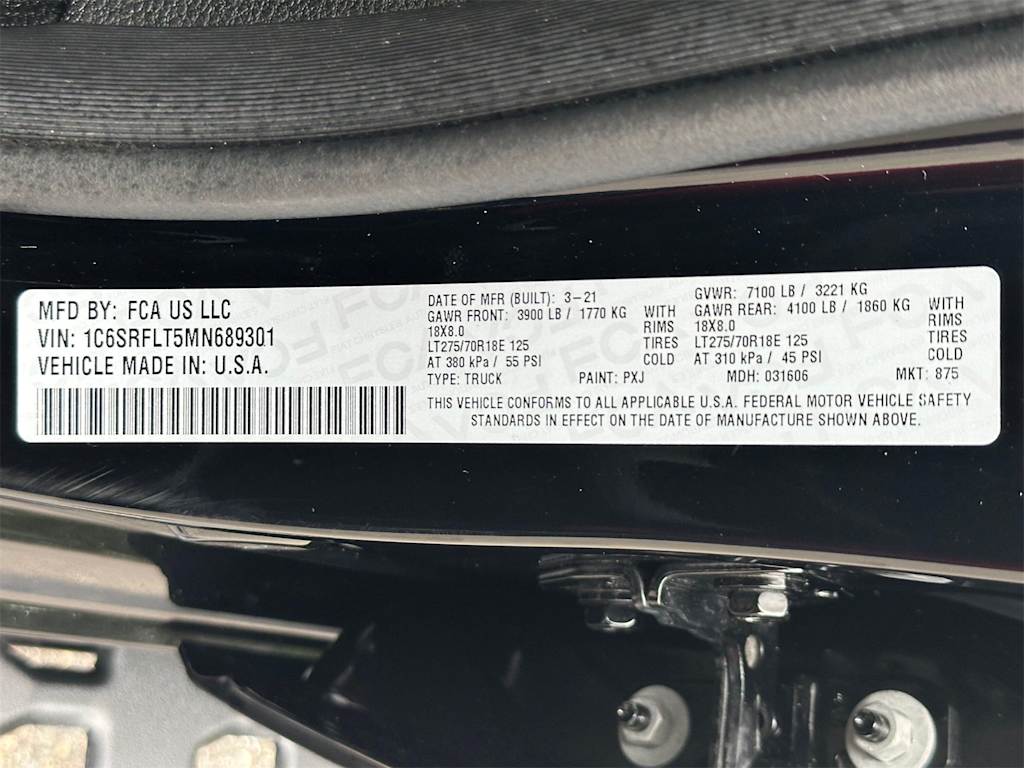 MFD BY: FCA US LLC
VIN: 1C6SRFLT5MN689301
VEHICLE MADE IN: U.S.A.
DATE OF MFR (BUILT): 3-21
GAWR FRONT: 3900 LB / 1770 KG WITH
18X8.0 RIMS
LT275/70R18E 125 TIRES
AT 380 kPa / 55 PSI COLD
GVWR: 7100 LB / 3221 KG
GAWR REAR: 4100 LB / 1860 KG WITH
18X8.0 RIMS
LT275/70R18E 125 TIRES
AT 310 kPa / 45 PSI COLD
TYPE: TRUCK PAINT: PXJ MDH: 031606 MKT: 875
THIS VEHICLE CONFORMS TO ALL APPLICABLE U.S.A. FEDERAL MOTOR VEHICLE SAFETY
STANDARDS IN EFFECT ON THE DATE OF MANUFACTURE SHOWN ABOVE.